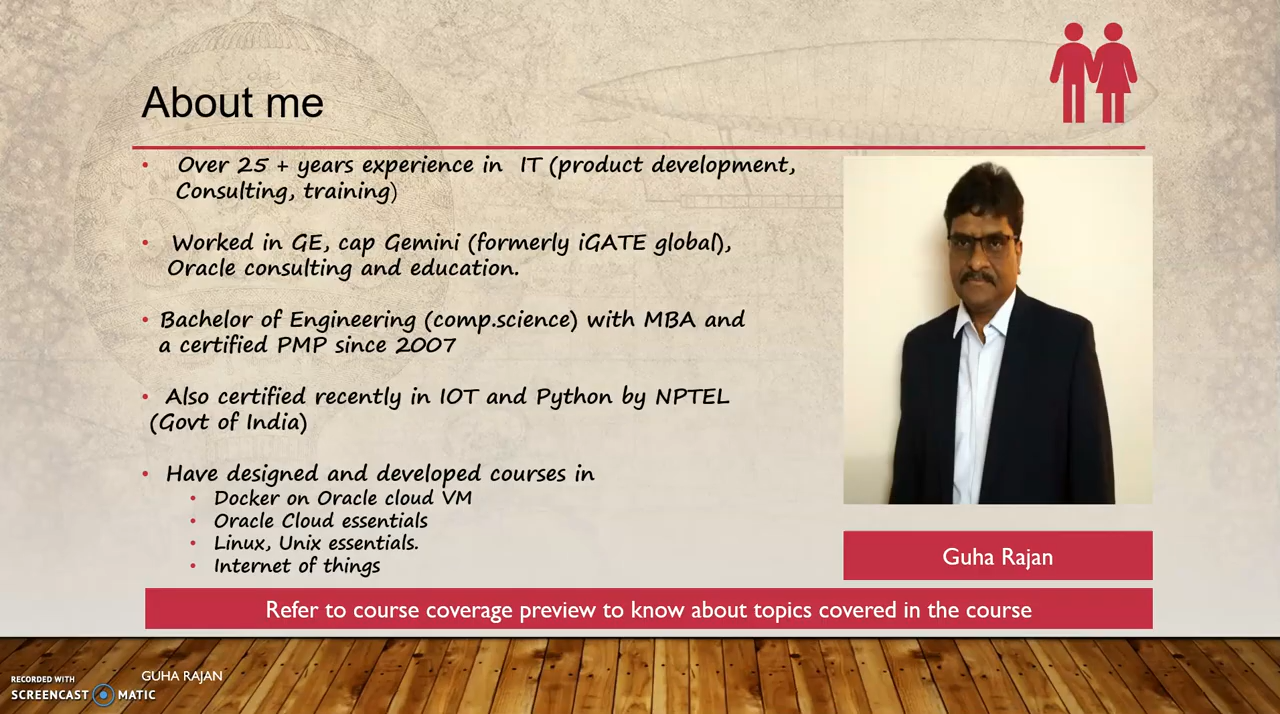 About me
• Over 25 + years experience in IT (product development,
Consulting, training)
• Worked in GE, cap Gemini (formerly iGATE global),
Oracle consulting and education.
• Bachelor of Engineering (comp.science) with MBA and
a certified PMP since 2007
• Also certified recently in IOT and Python by NPTEL
(Govt of India)
• Have designed and developed courses in
• Docker on Oracle cloud VM
• Oracle Cloud essentials
• Linux, Unix essentials.
• Internet of things
Guha Rajan
Refer to course coverage preview to know about topics covered in the course
GUHA RAJAN
RECORDED WITH
SCREENCAST MATIC